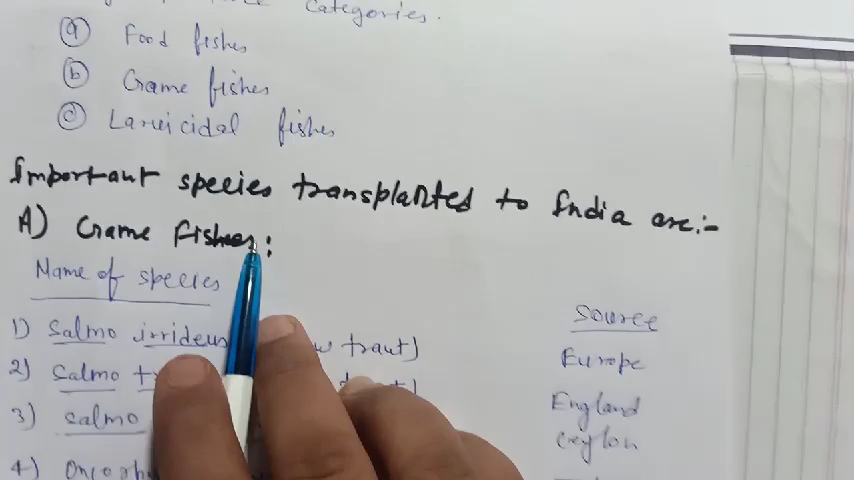 Categories.
(a) Food fishes
(b) Game fishes
(c) Larvicidal fishes
Important species transplanted to India are:-
A) Game Fishes:
Name of species
Source
1) Salmo irrideus trout) Europe
2) Salmo England
3) Salmo Ceylon
4)